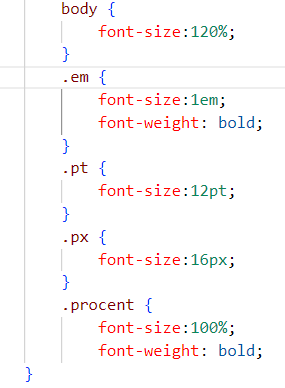 body {
font-size:120%;
}
.em {
font-size:1em;
font-weight: bold;
}
.pt {
font-size:12pt;
}
.px {
font-size:16px;
}
.procent {
font-size:100%;
font-weight: bold;
}
}